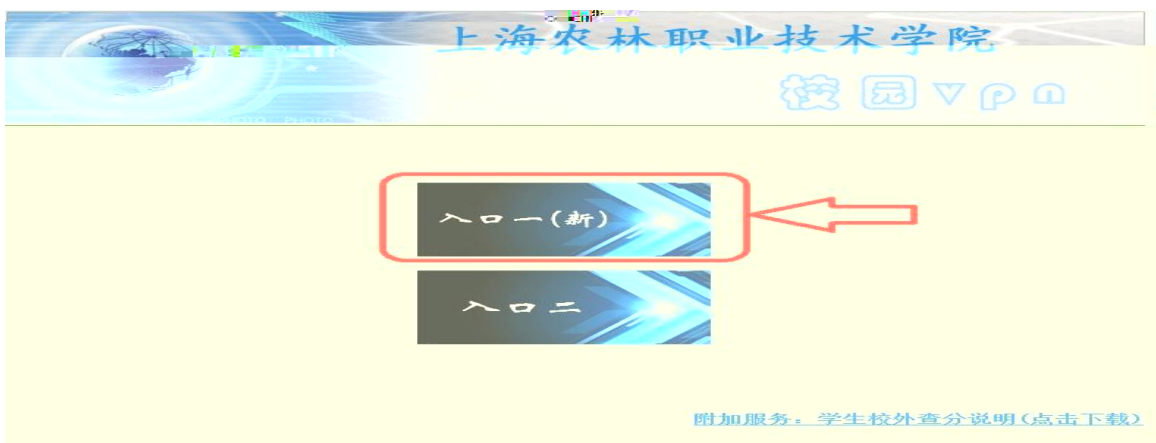 上海农林职业技术学院
校园vpn
入口一(新)
入口二
附加服务：学生校外查分说明(点击下载)